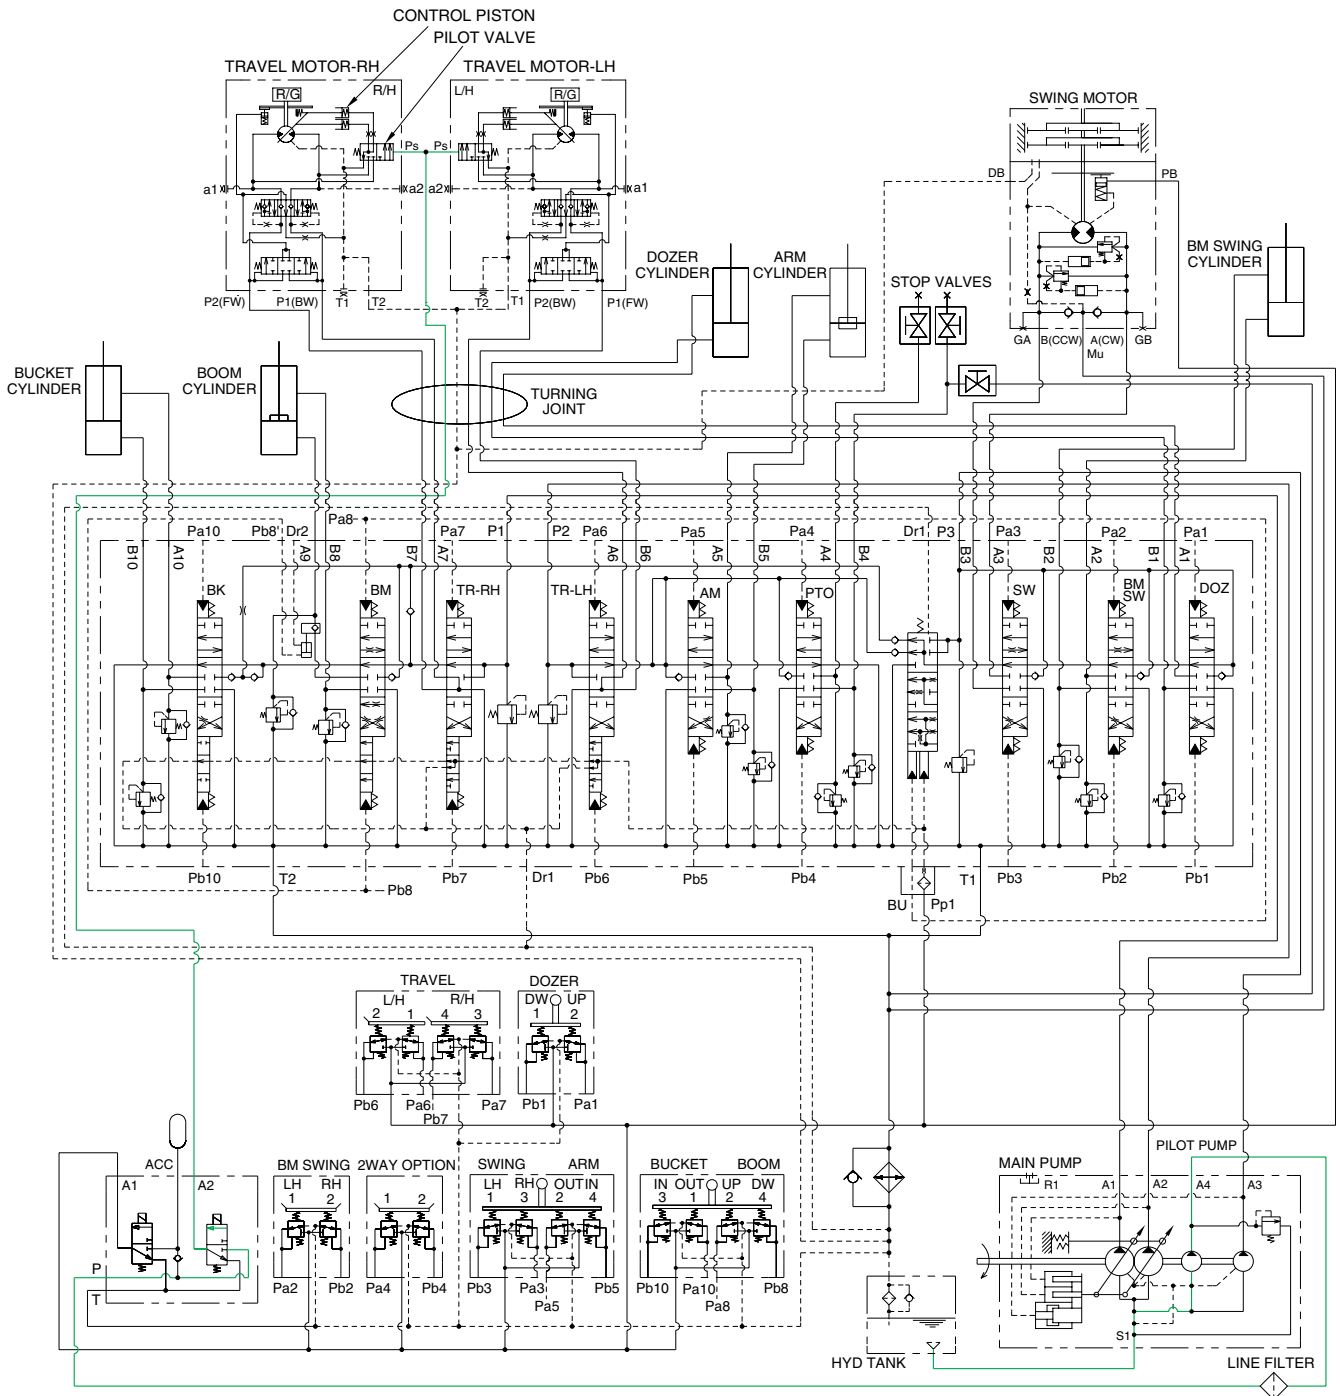 CONTROL PISTON
PILOT VALVE
TRAVEL MOTOR-RH
TRAVEL MOTOR-LH
R/G
R/H
L/H
R/G
Ps
Ps
a1
a2
a2
a1
P2(FW)
P1(BW)
T1
T2
T2
T1
P2(BW)
P1(FW)
SWING MOTOR
DB
PB
GA
B(CCW)
A(CW)
GB
Mu
DOZER
CYLINDER
ARM
CYLINDER
STOP VALVES
BM SWING
CYLINDER
BUCKET
CYLINDER
BOOM
CYLINDER
TURNING
JOINT
Pa10
Pb8'
Dr2
Pa8
Pa7
P1
P2
Pa6
Pa5
Pa4
Dr1
P3
Pa3
Pa2
Pa1
B10
A10
A9
B8
B7
A7
A6
B6
A5
B5
A4
B4
B3
A3
B2
A2
B1
A1
BK
BM
TR-RH
TR-LH
AM
PTO
SW
BM
SW
DOZ
Pb10
T2
Pb8
Pb7
Dr1
Pb6
Pb5
Pb4
BU
Pp1
T1
Pb3
Pb2
Pb1
TRAVEL
L/H
R/H
2
1
4
3
Pb6
Pa6
Pb7
Pa7
DOZER
DW
UP
1
2
Pb1
Pa1
ACC
A1
A2
P
T
BM SWING
LH
RH
1
2
Pa2
Pb2
2WAY OPTION
1
2
Pa4
Pb4
SWING
ARM
LH
RH
OUT
IN
1
3
2
4
Pb3
Pa3
Pa5
Pb5
BUCKET
BOOM
IN
OUT
UP
DW
3
1
2
4
Pb10
Pa10
Pa8
Pb8
HYD TANK
PILOT PUMP
MAIN PUMP
R1
A1
A2
A4
A3
S1
LINE FILTER